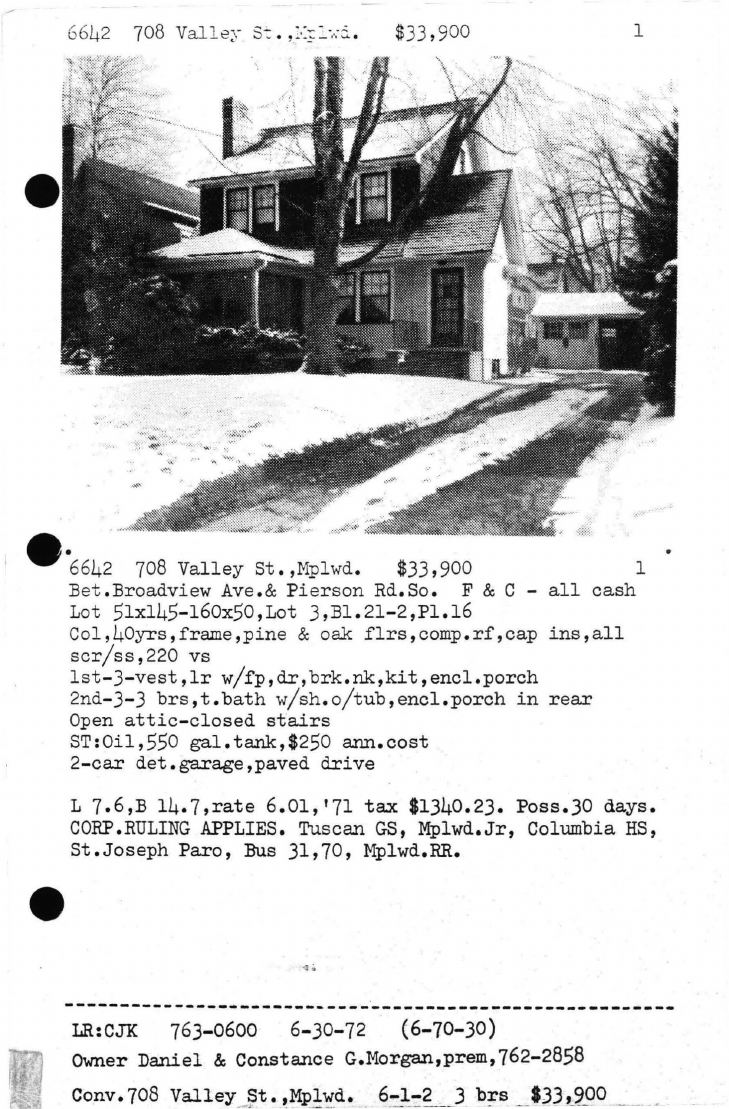 6642 708 Valley St.,Mplwd. $33,900 1
6642 708 Valley St.,Mplwd. $33,900 1
Bet.Broadview Ave.& Pierson Rd.So. F & C - all cash
Lot 51x145-160x50,Lot 3,Bl.21-2,Pl.16
Col,40yrs,frame,pine & oak flrs,comp.rf,cap ins,all
scr/ss,220 vs
1st-3-vest,lr w/fp,dr,brk.nk,kit,encl.porch
2nd-3-3 brs,t.bath w/sh.o/tub,encl.porch in rear
Open attic-closed stairs
ST:Oil,550 gal.tank,$250 ann.cost
2-car det.garage,paved drive
L 7.6,B 14.7,rate 6.01,'71 tax $1340.23. Poss.30 days.
CORP.RULING APPLIES. Tuscan GS, Mplwd.Jr, Columbia HS,
St.Joseph Paro, Bus 31,70, Mplwd.RR.
LR:CJK 763-0600 6-30-72 (6-70-30)
Owner Daniel & Constance G.Morgan,prem,762-2858
Conv.708 Valley St.,Mplwd. 6-1-2 3 brs $33,900